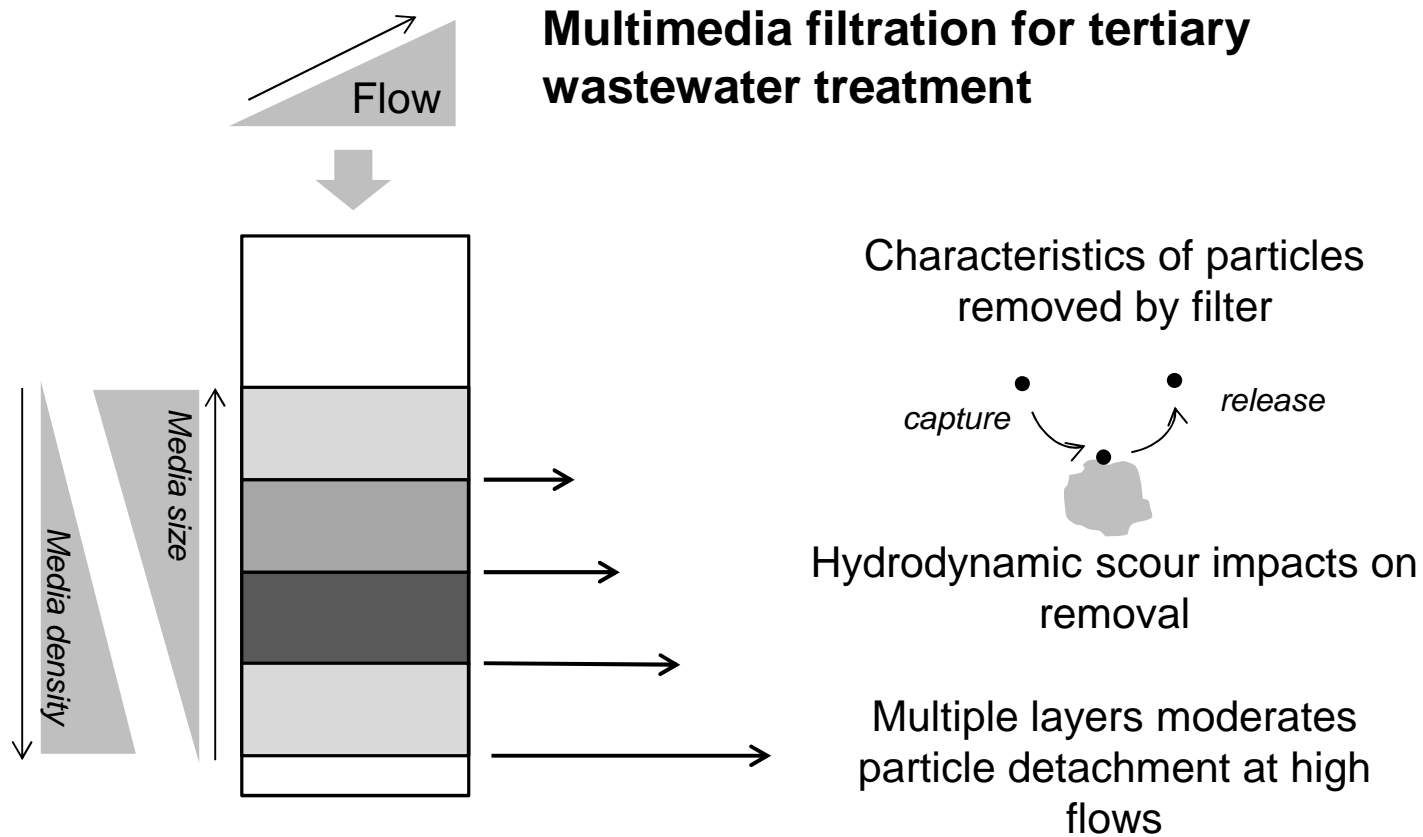 Multimedia filtration for tertiary
wastewater treatment
Flow
Media density
Media size
Characteristics of particles
removed by filter
capture
release
Hydrodynamic scour impacts on
removal
Multiple layers moderates
particle detachment at high
flows